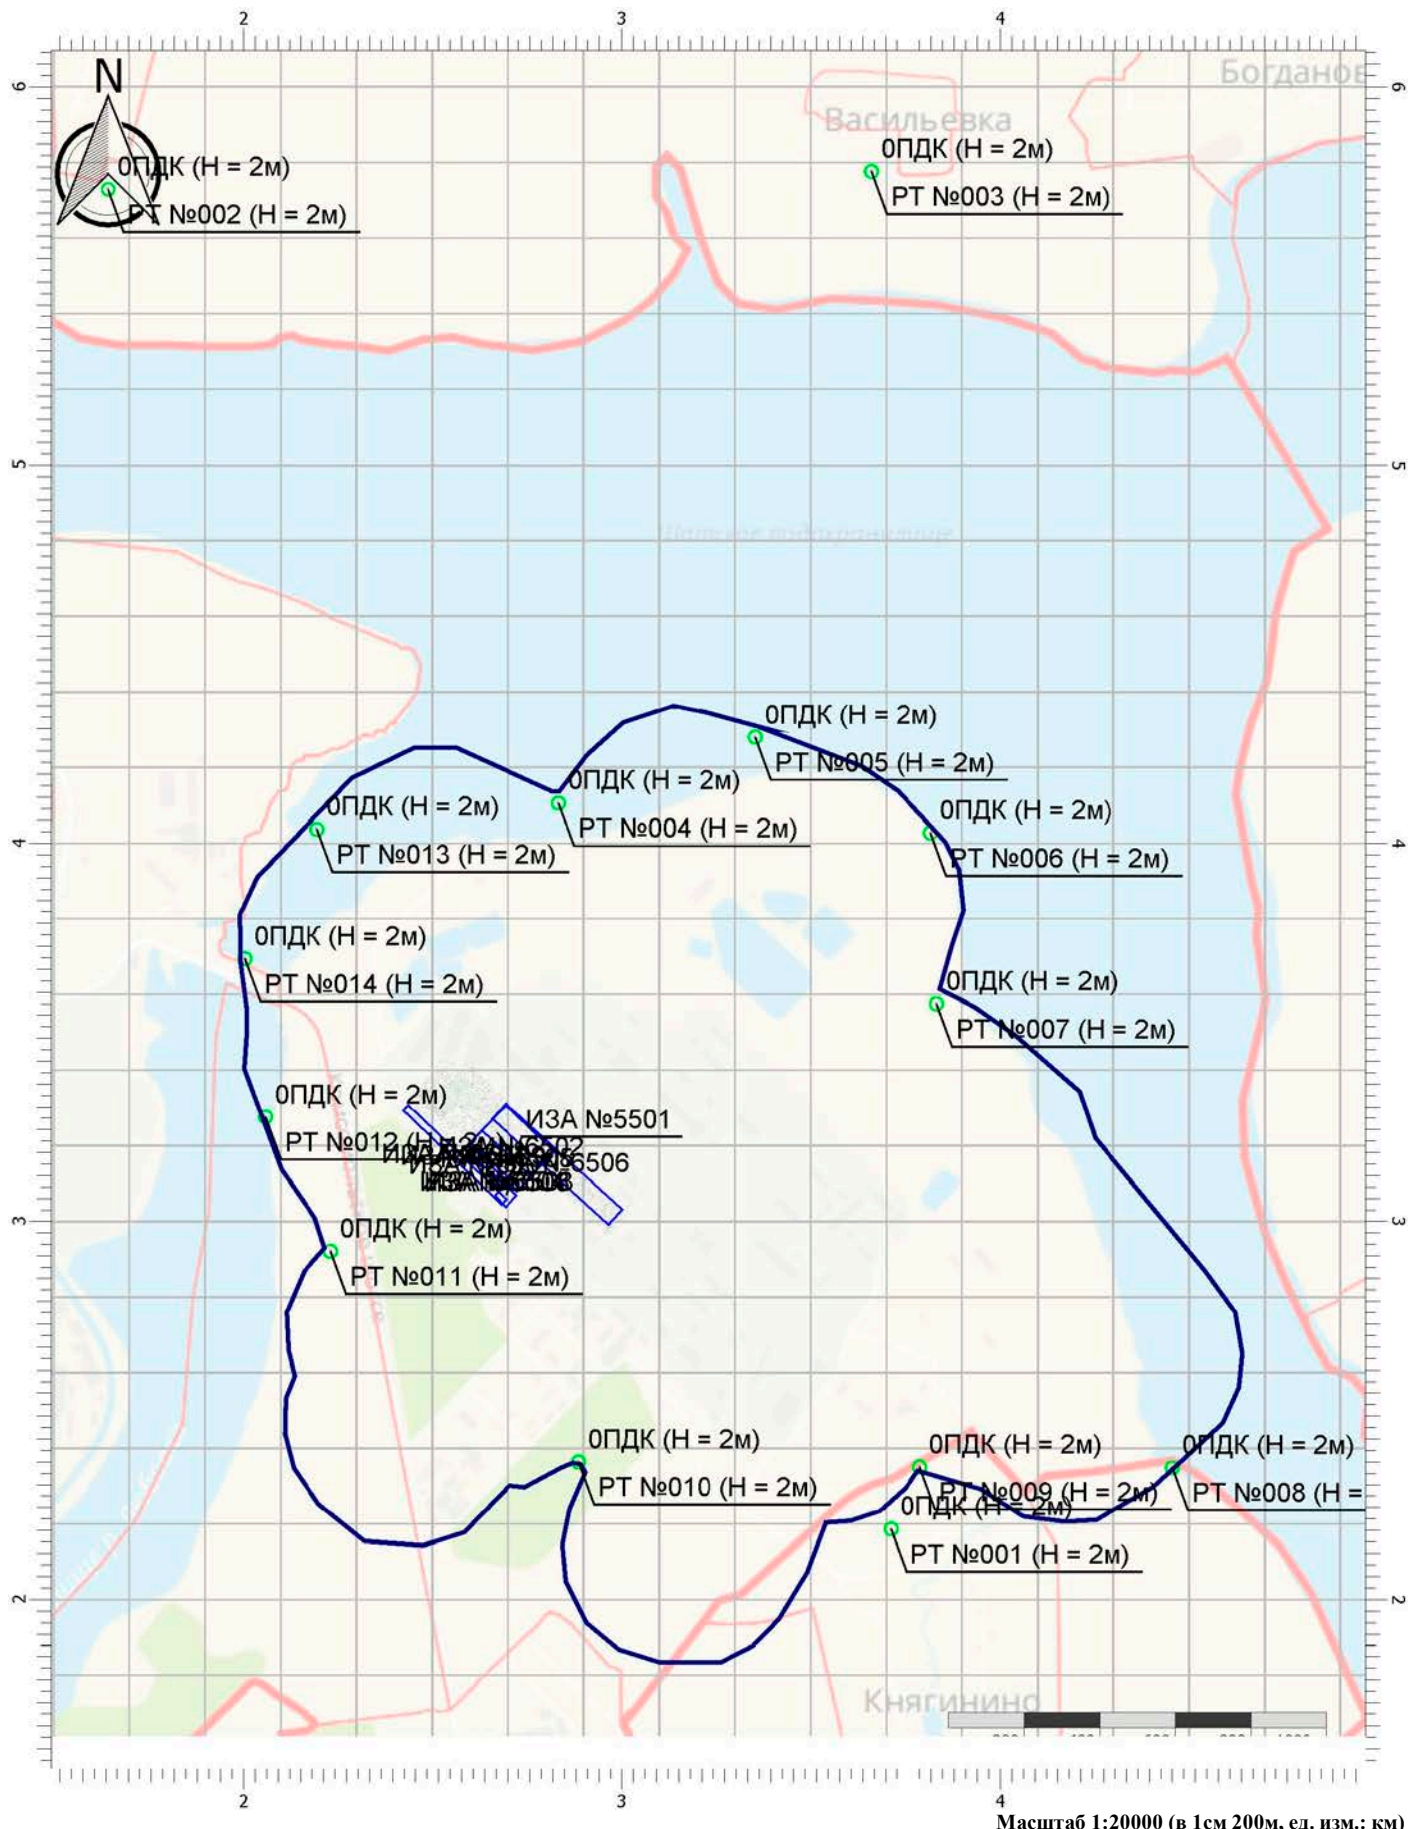 2 3 4
6 6
N
Богданов
Васильевка
0ПДК (Н = 2м)
РТ №003 (Н = 2м)
0ПДК (Н = 2м)
РТ №002 (Н = 2м)
5 5
Шатское водохранилище
0ПДК (Н = 2м)
РТ №005 (Н = 2м)
0ПДК (Н = 2м)
РТ №004 (Н = 2м)
0ПДК (Н = 2м)
РТ №013 (Н = 2м)
0ПДК (Н = 2м)
РТ №006 (Н = 2м)
4 4
0ПДК (Н = 2м)
РТ №014 (Н = 2м)
0ПДК (Н = 2м)
РТ №007 (Н = 2м)
0ПДК (Н = 2м)
РТ №012 (Н = 2м)
ИЗА №5501
3 3
0ПДК (Н = 2м)
РТ №011 (Н = 2м)
0ПДК (Н = 2м)
РТ №010 (Н = 2м)
0ПДК (Н = 2м)
РТ №009 (Н = 2м)
0ПДК (Н = 2м)
РТ №008 (Н =
0ПДК (Н = 2м)
РТ №001 (Н = 2м)
2 2
Княгинино
2 3 4
Масштаб 1:20000 (в 1см 200м, ед. изм.: км)